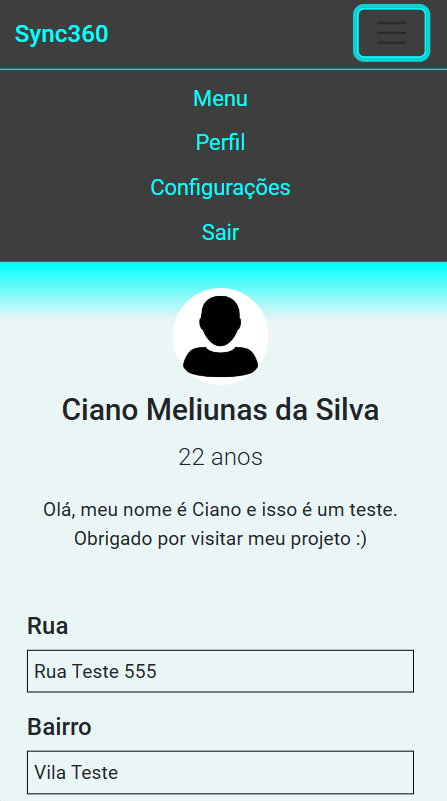 Sync360
Menu
Perfil
Configurações
Sair
Ciano Meliunas da Silva
22 anos
Olá, meu nome é Ciano e isso é um teste.
Obrigado por visitar meu projeto :)
Rua
Rua Teste 555
Bairro
Vila Teste